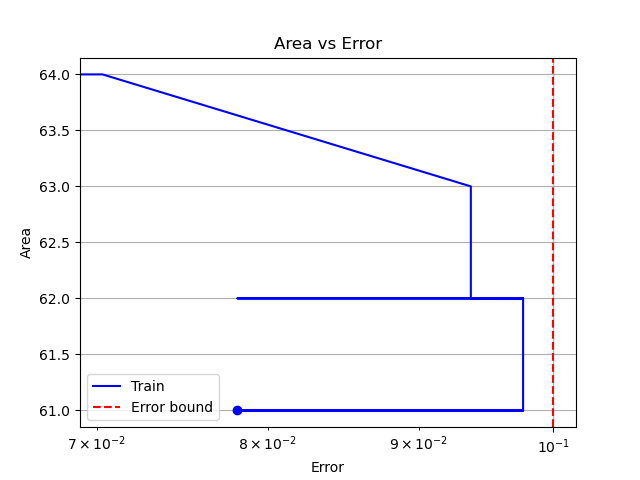 Area vs Error
64.0
63.5
63.0
62.5
62.0
61.5
61.0
Area
Train
Error bound
7 × 10⁻² 8 × 10⁻² 9 × 10⁻² 10⁻¹
Error